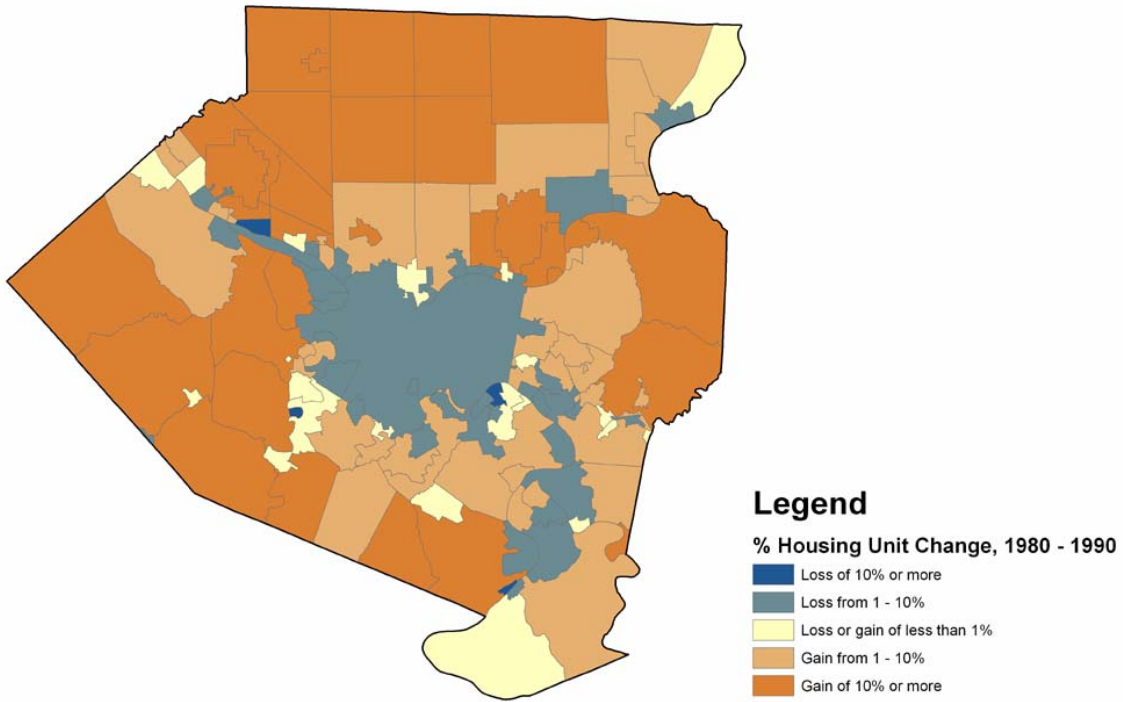 Legend
% Housing Unit Change, 1980 - 1990
Loss of 10% or more
Loss from 1 - 10%
Loss or gain of less than 1%
Gain from 1 - 10%
Gain of 10% or more